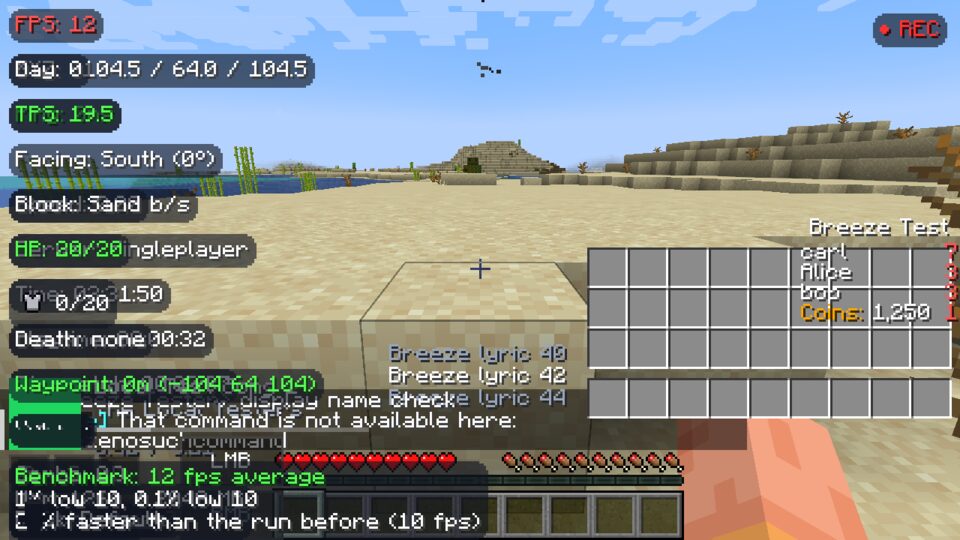 FPS: 12
REC
Day: 0104.5 / 64.0 / 104.5
TPS: 19.5
Facing: South (0°)
Block: Sand b/s
HP: 20/20ingleplayer
Breeze Test
carl 7
Alice 3
bob 3
Coins: 1,250 1
0/20
1:50
Death: none 00:32
Breeze lyric 40
Breeze lyric 42
Breeze lyric 44
Waypoint: 0m (-104 64 104)
display name check
That command is not available here:
enosuchcommand
LMB
Benchmark: 12 fps average
low 10, 0.1% low 10
% faster than the run before (10 fps)